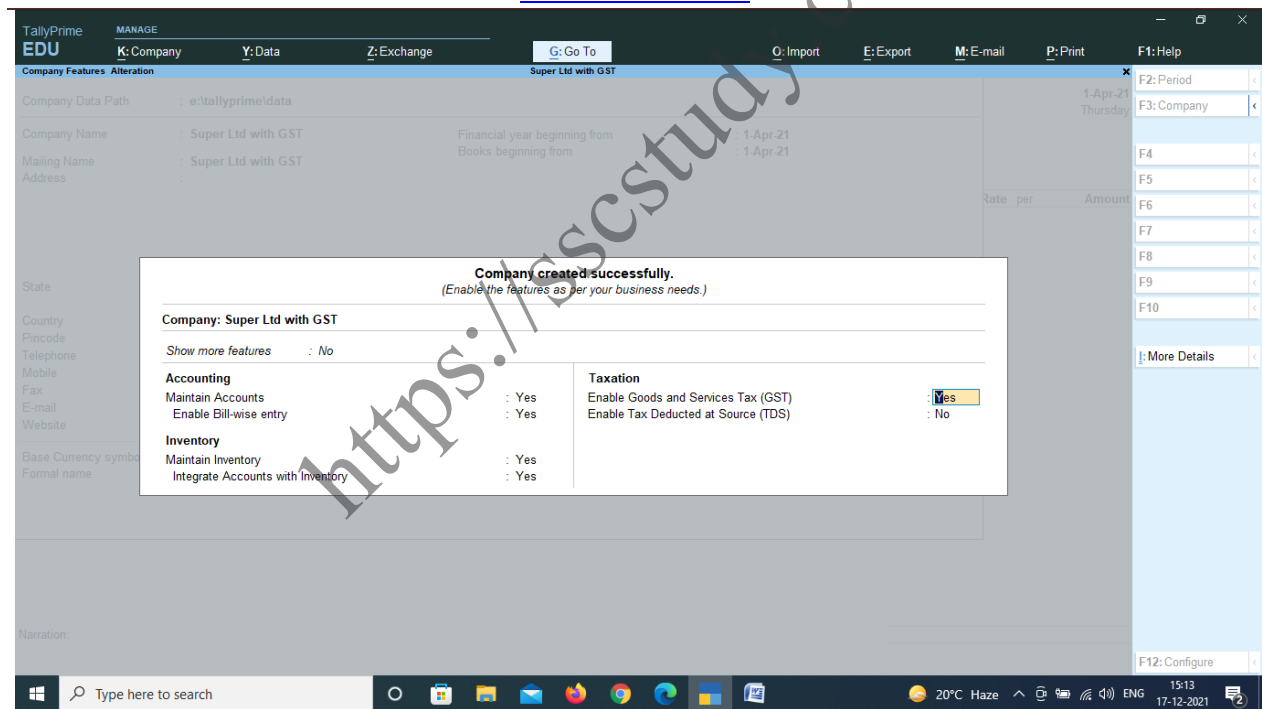 TallyPrime
MANAGE
EDU
K: Company
Y: Data
Z: Exchange
G: Go To
O: Import
E: Export
M: E-mail
P: Print
F1: Help
Company Features Alteration
Super Ltd with GST
F2: Period
Company Data Path : e:\tallyprime\data
1-Apr-21
Thursday
F3: Company
Company Name : Super Ltd with GST
Financial year beginning from : 1-Apr-21
Books beginning from : 1-Apr-21
Mailing Name : Super Ltd with GST
Address :
F4
F5
Rate per Amount
F6
F7
F8
F9
F10
I: More Details
Company created successfully.
(Enable the features as per your business needs.)
Company: Super Ltd with GST
Show more features : No
Accounting
Maintain Accounts : Yes
Enable Bill-wise entry : Yes
Inventory
Maintain Inventory : Yes
Integrate Accounts with Inventory : Yes
Taxation
Enable Goods and Services Tax (GST) : Yes
Enable Tax Deducted at Source (TDS) : No
State
Country
Pincode
Telephone
Mobile
Fax
E-mail
Website
Base Currency symbo
Formal name
Narration:
F12: Configure
https://sscstudy.
Type here to search
20°C Haze
ENG
15:13
17-12-2021
2